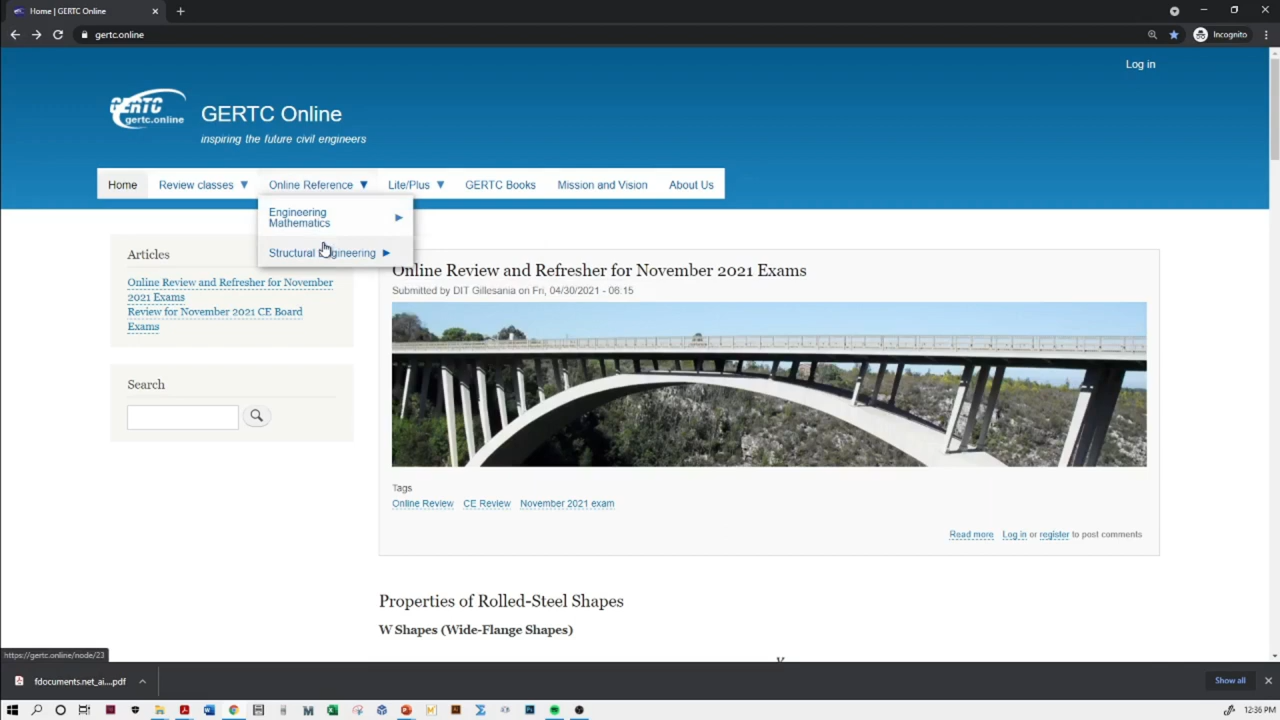 Home | GERTC Online
gertc.online
Incognito
Log in
GERTC
gertc.online
GERTC Online
inspiring the future civil engineers
Home Review classes ▼ Online Reference ▼ Lite/Plus ▼ GERTC Books Mission and Vision About Us
Engineering
Mathematics
Structural Engineering
Articles
Online Review and Refresher for November
2021 Exams
Review for November 2021 CE Board
Exams
Search
Online Review and Refresher for November 2021 Exams
Submitted by DIT Gillesania on Fri, 04/30/2021 - 06:15
Tags
Online Review CE Review November 2021 exam
Read more Log in or register to post comments
Properties of Rolled-Steel Shapes
W Shapes (Wide-Flange Shapes)
https://gertc.online/node/23
fdocuments.net_ai....pdf
Show all
12:36 PM